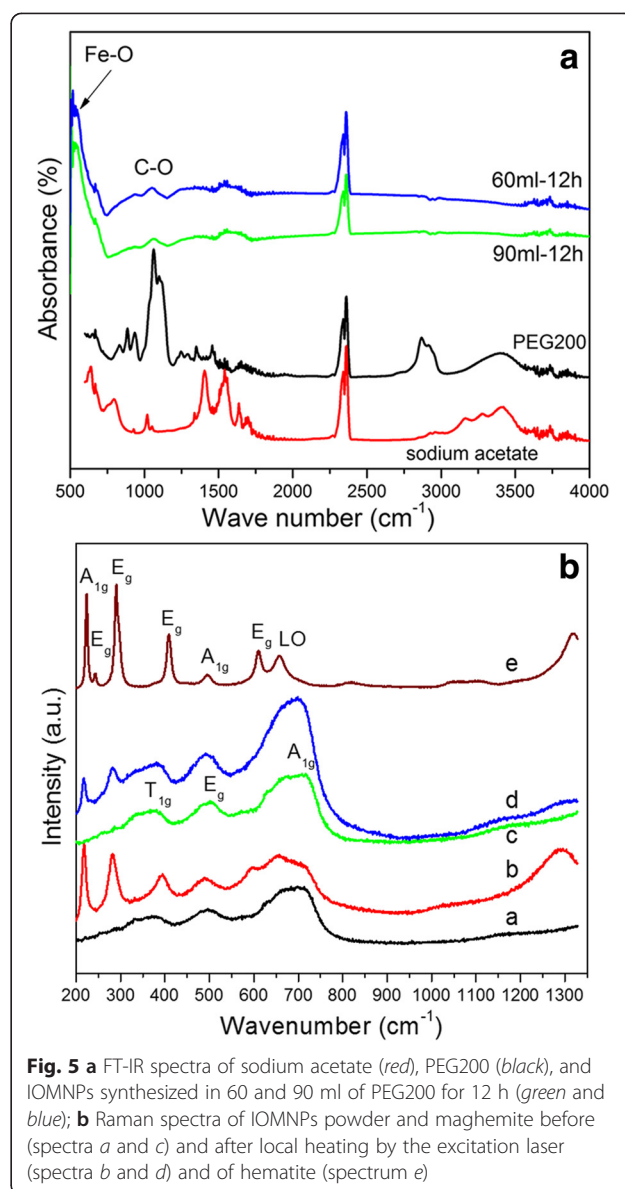 a
Fe-O
C-O
60ml-12h
90ml-12h
PEG200
sodium acetate
Absorbance (%)
500 1000 1500 2000 2500 3000 3500 4000
Wave number (cm-1)
b
A1g
Eg
Eg
Eg
A1g
Eg
LO
e
T1g
Eg
A1g
d
c
b
a
Intensity (a.u.)
200 300 400 500 600 700 800 900 1000 1100 1200 1300
Wavenumber (cm-1)
Fig. 5 a FT-IR spectra of sodium acetate (red), PEG200 (black), and
IOMNPs synthesized in 60 and 90 ml of PEG200 for 12 h (green and
blue); b Raman spectra of IOMNPs powder and maghemite before
(spectra a and c) and after local heating by the excitation laser
(spectra b and d) and of hematite (spectrum e)